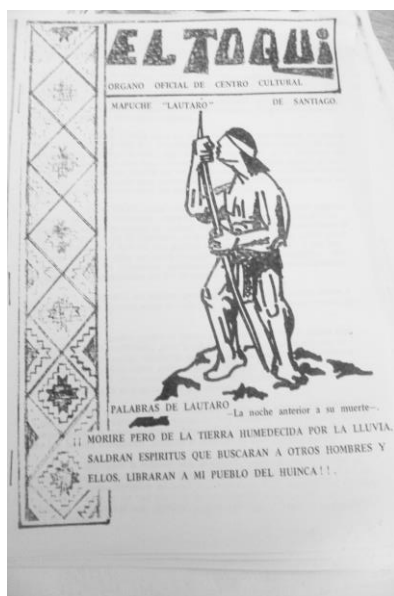 EL TOQUI
ORGANO OFICIAL DE CENTRO CULTURAL
MAPUCHE "LAUTARO" DE SANTIAGO.
PALABRAS DE LAUTARO
-La noche anterior a su muerte-.
¡¡ MORIRE PERO DE LA TIERRA HUMEDECIDA POR LA LLUVIA,
SALDRAN ESPIRITUS QUE BUSCARAN A OTROS HOMBRES Y
ELLOS, LIBRARAN A MI PUEBLO DEL HUINCA!!.